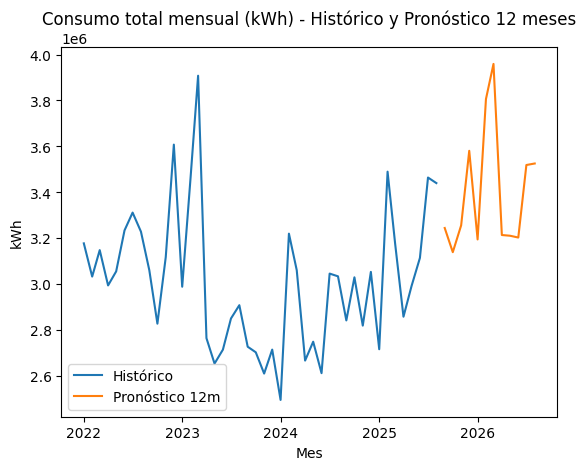 Consumo total mensual (kWh) - Histórico y Pronóstico 12 meses
1e6
4.0
3.8
3.6
3.4
3.2
3.0
2.8
2.6
kWh
Histórico
Pronóstico 12m
2022
2023
2024
2025
2026
Mes